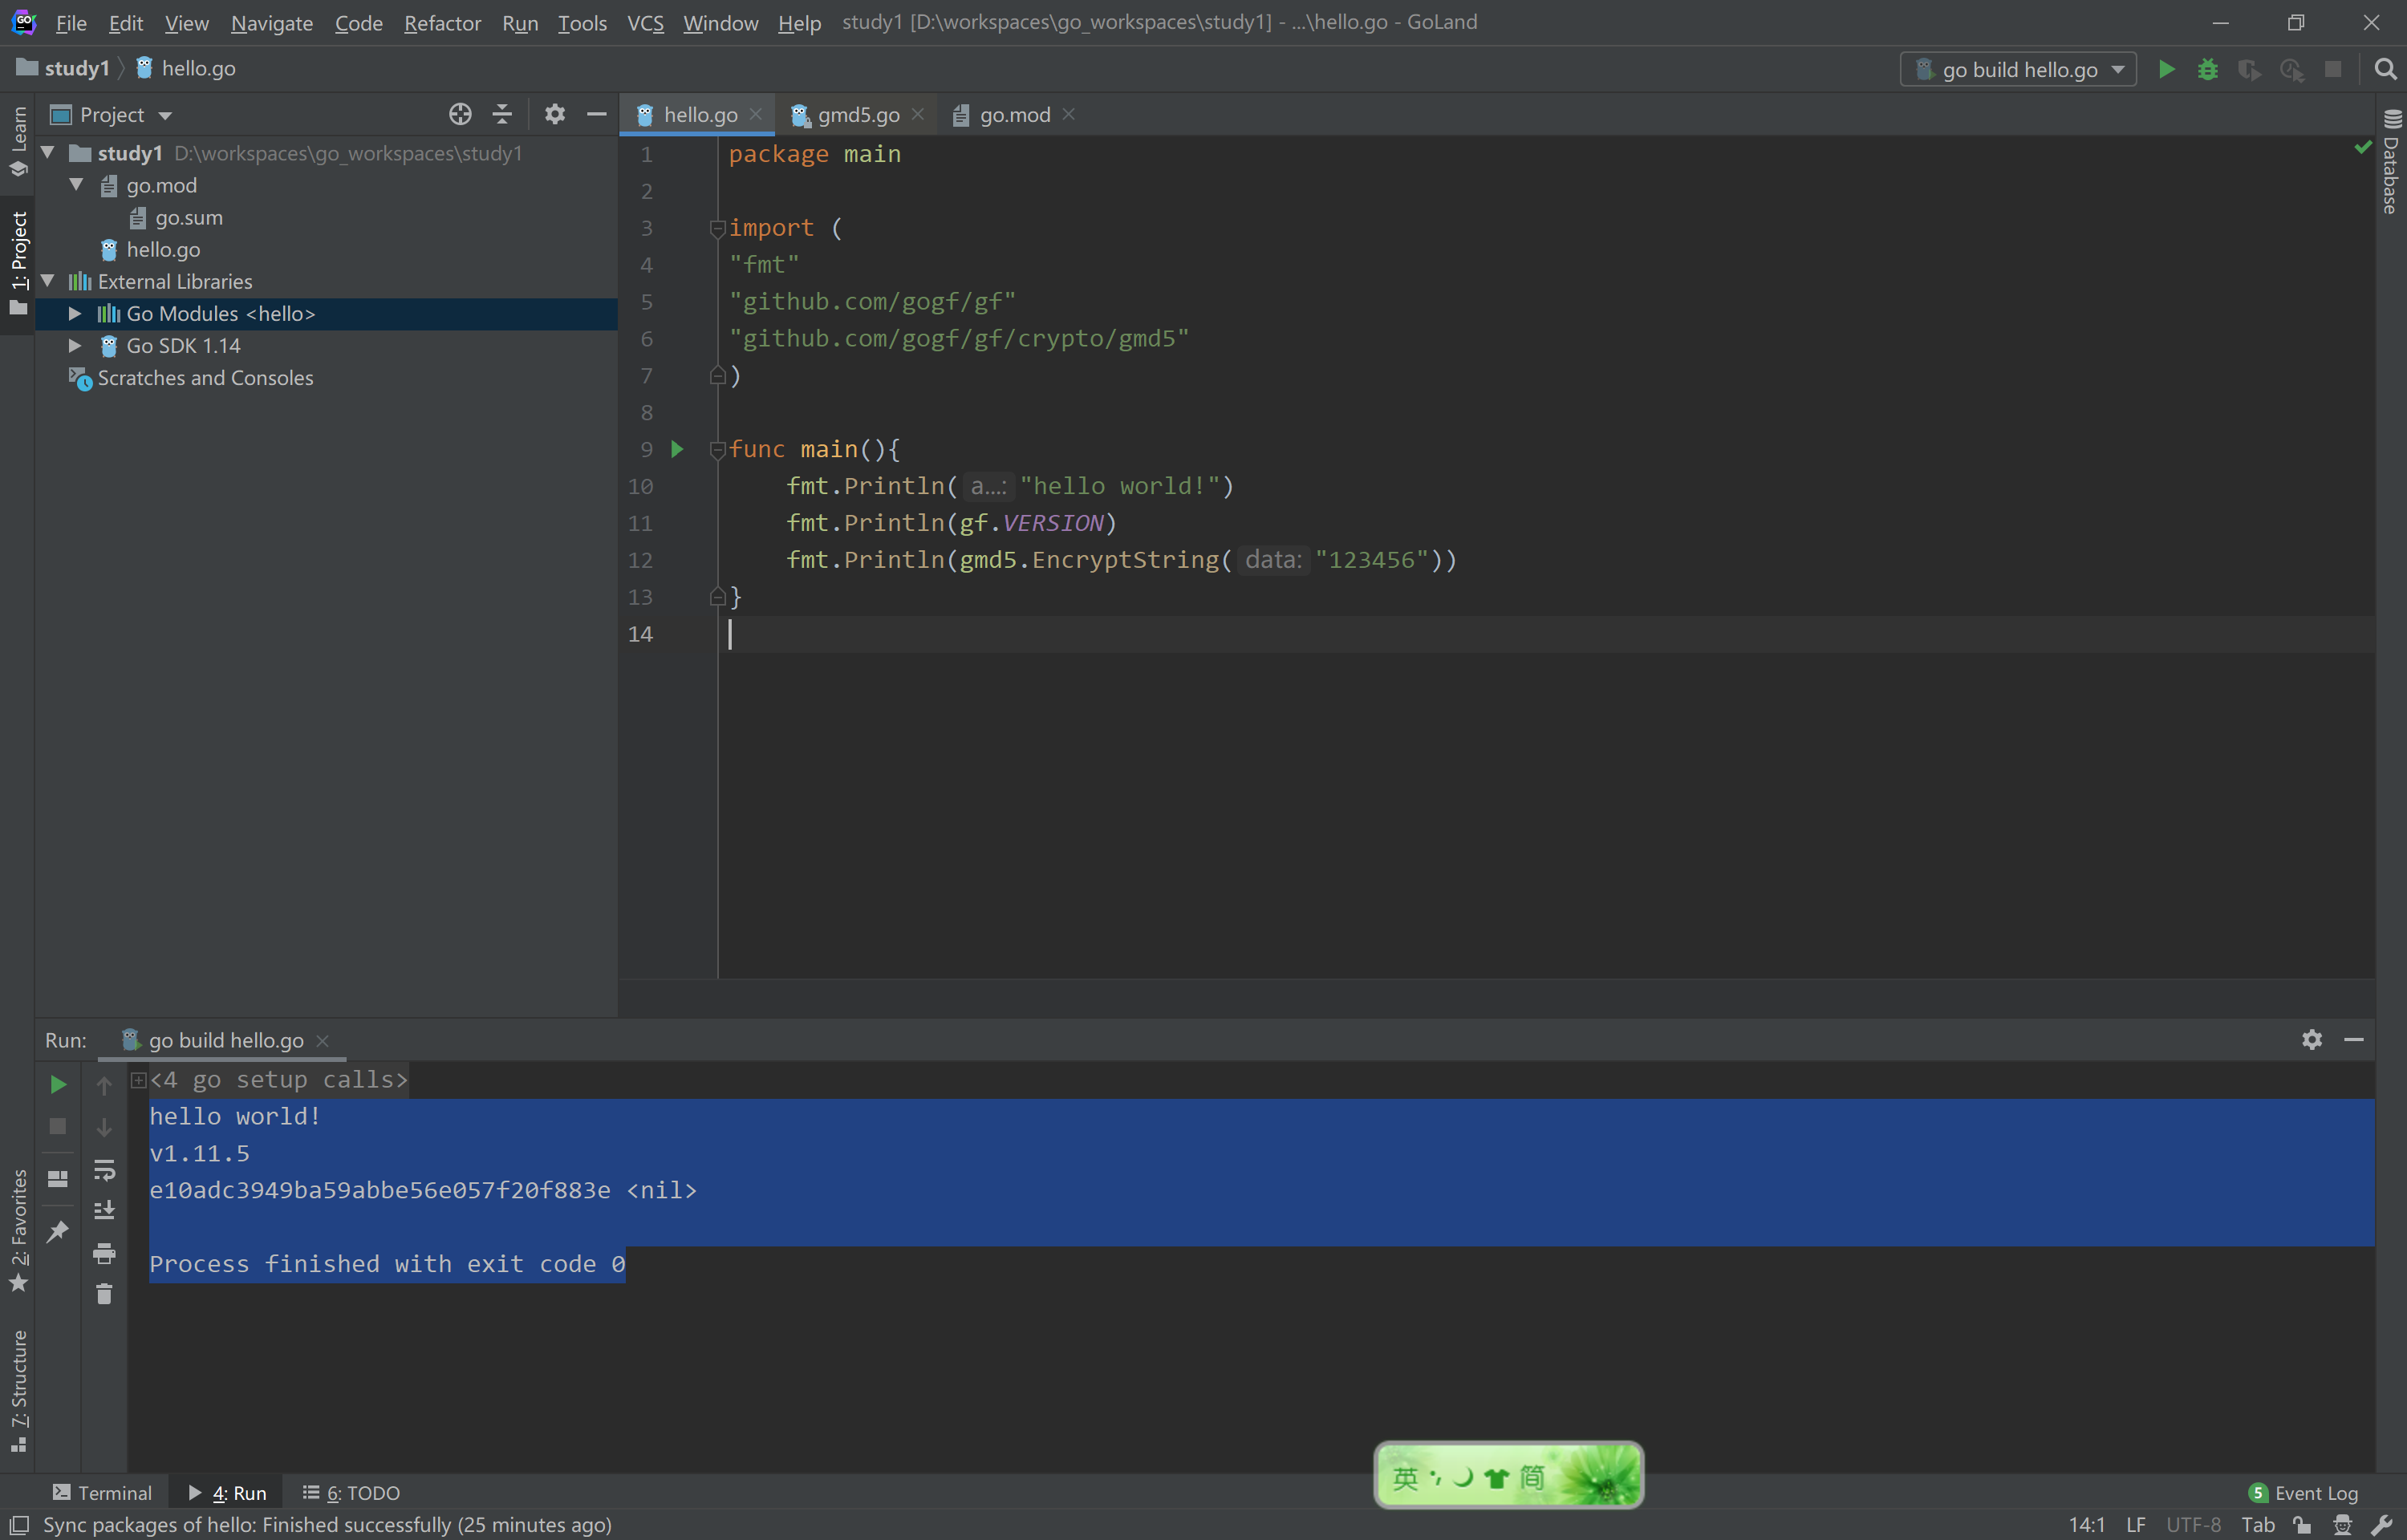 File Edit View Navigate Code Refactor Run Tools VCS Window Help study1 [D:\workspaces\go_workspaces\study1] - ...\hello.go - GoLand
study1 hello.go
go build hello.go
Learn
1: Project
Project
study1 D:\workspaces\go_workspaces\study1
go.mod
go.sum
hello.go
External Libraries
Go Modules <hello>
Go SDK 1.14
Scratches and Consoles
hello.go gmd5.go go.mod
1 package main
2
3 import (
4 "fmt"
5 "github.com/gogf/gf"
6 "github.com/gogf/gf/crypto/gmd5"
7 )
8
9 func main(){
10 fmt.Println( a...: "hello world!")
11 fmt.Println(gf.VERSION)
12 fmt.Println(gmd5.EncryptString( data: "123456"))
13 }
14
Database
Run: go build hello.go
<4 go setup calls>
hello world!
v1.11.5
e10adc3949ba59abbe56e057f20f883e <nil>
Process finished with exit code 0
2: Favorites
7: Structure
英 简
Terminal 4: Run 6: TODO
5 Event Log
Sync packages of hello: Finished successfully (25 minutes ago)
14:1 LF UTF-8 Tab